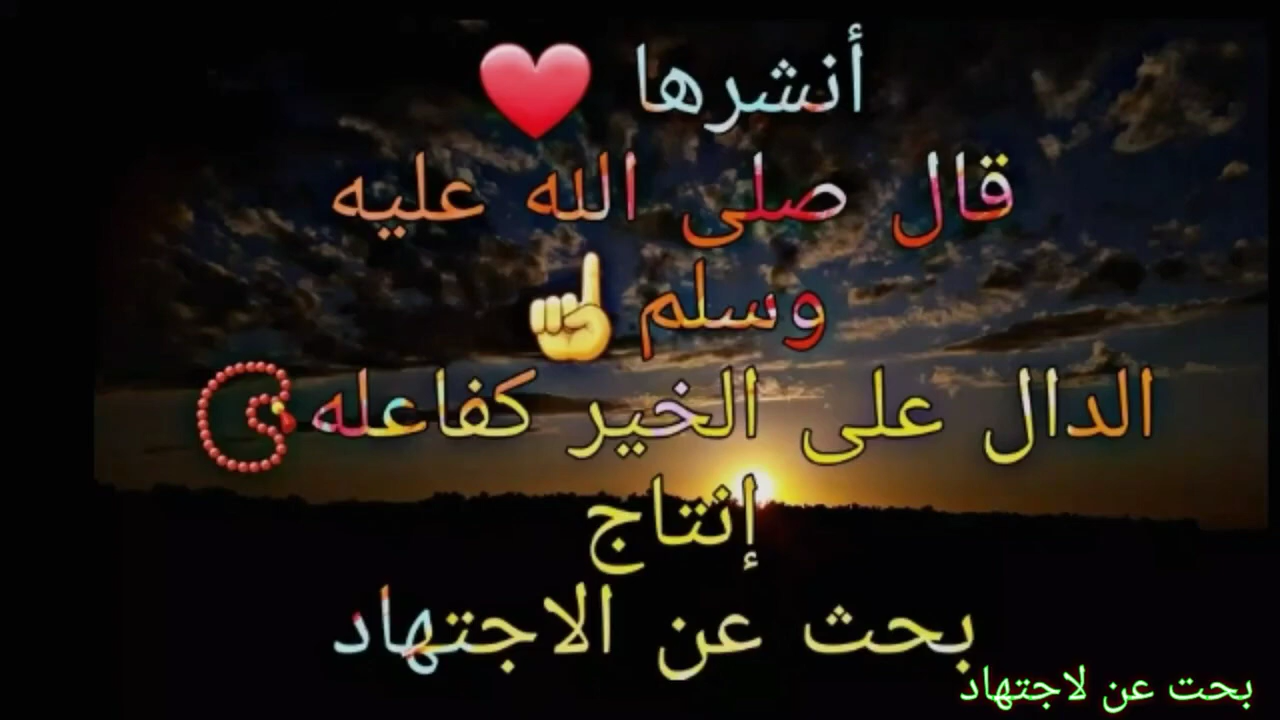 أنشرها ❤️
قال صلى الله عليه
وسلم☝️
الدال على الخير كفاعله📿
إنتاج
بحث عن الاجتهاد
بحت عن لاجتهاد